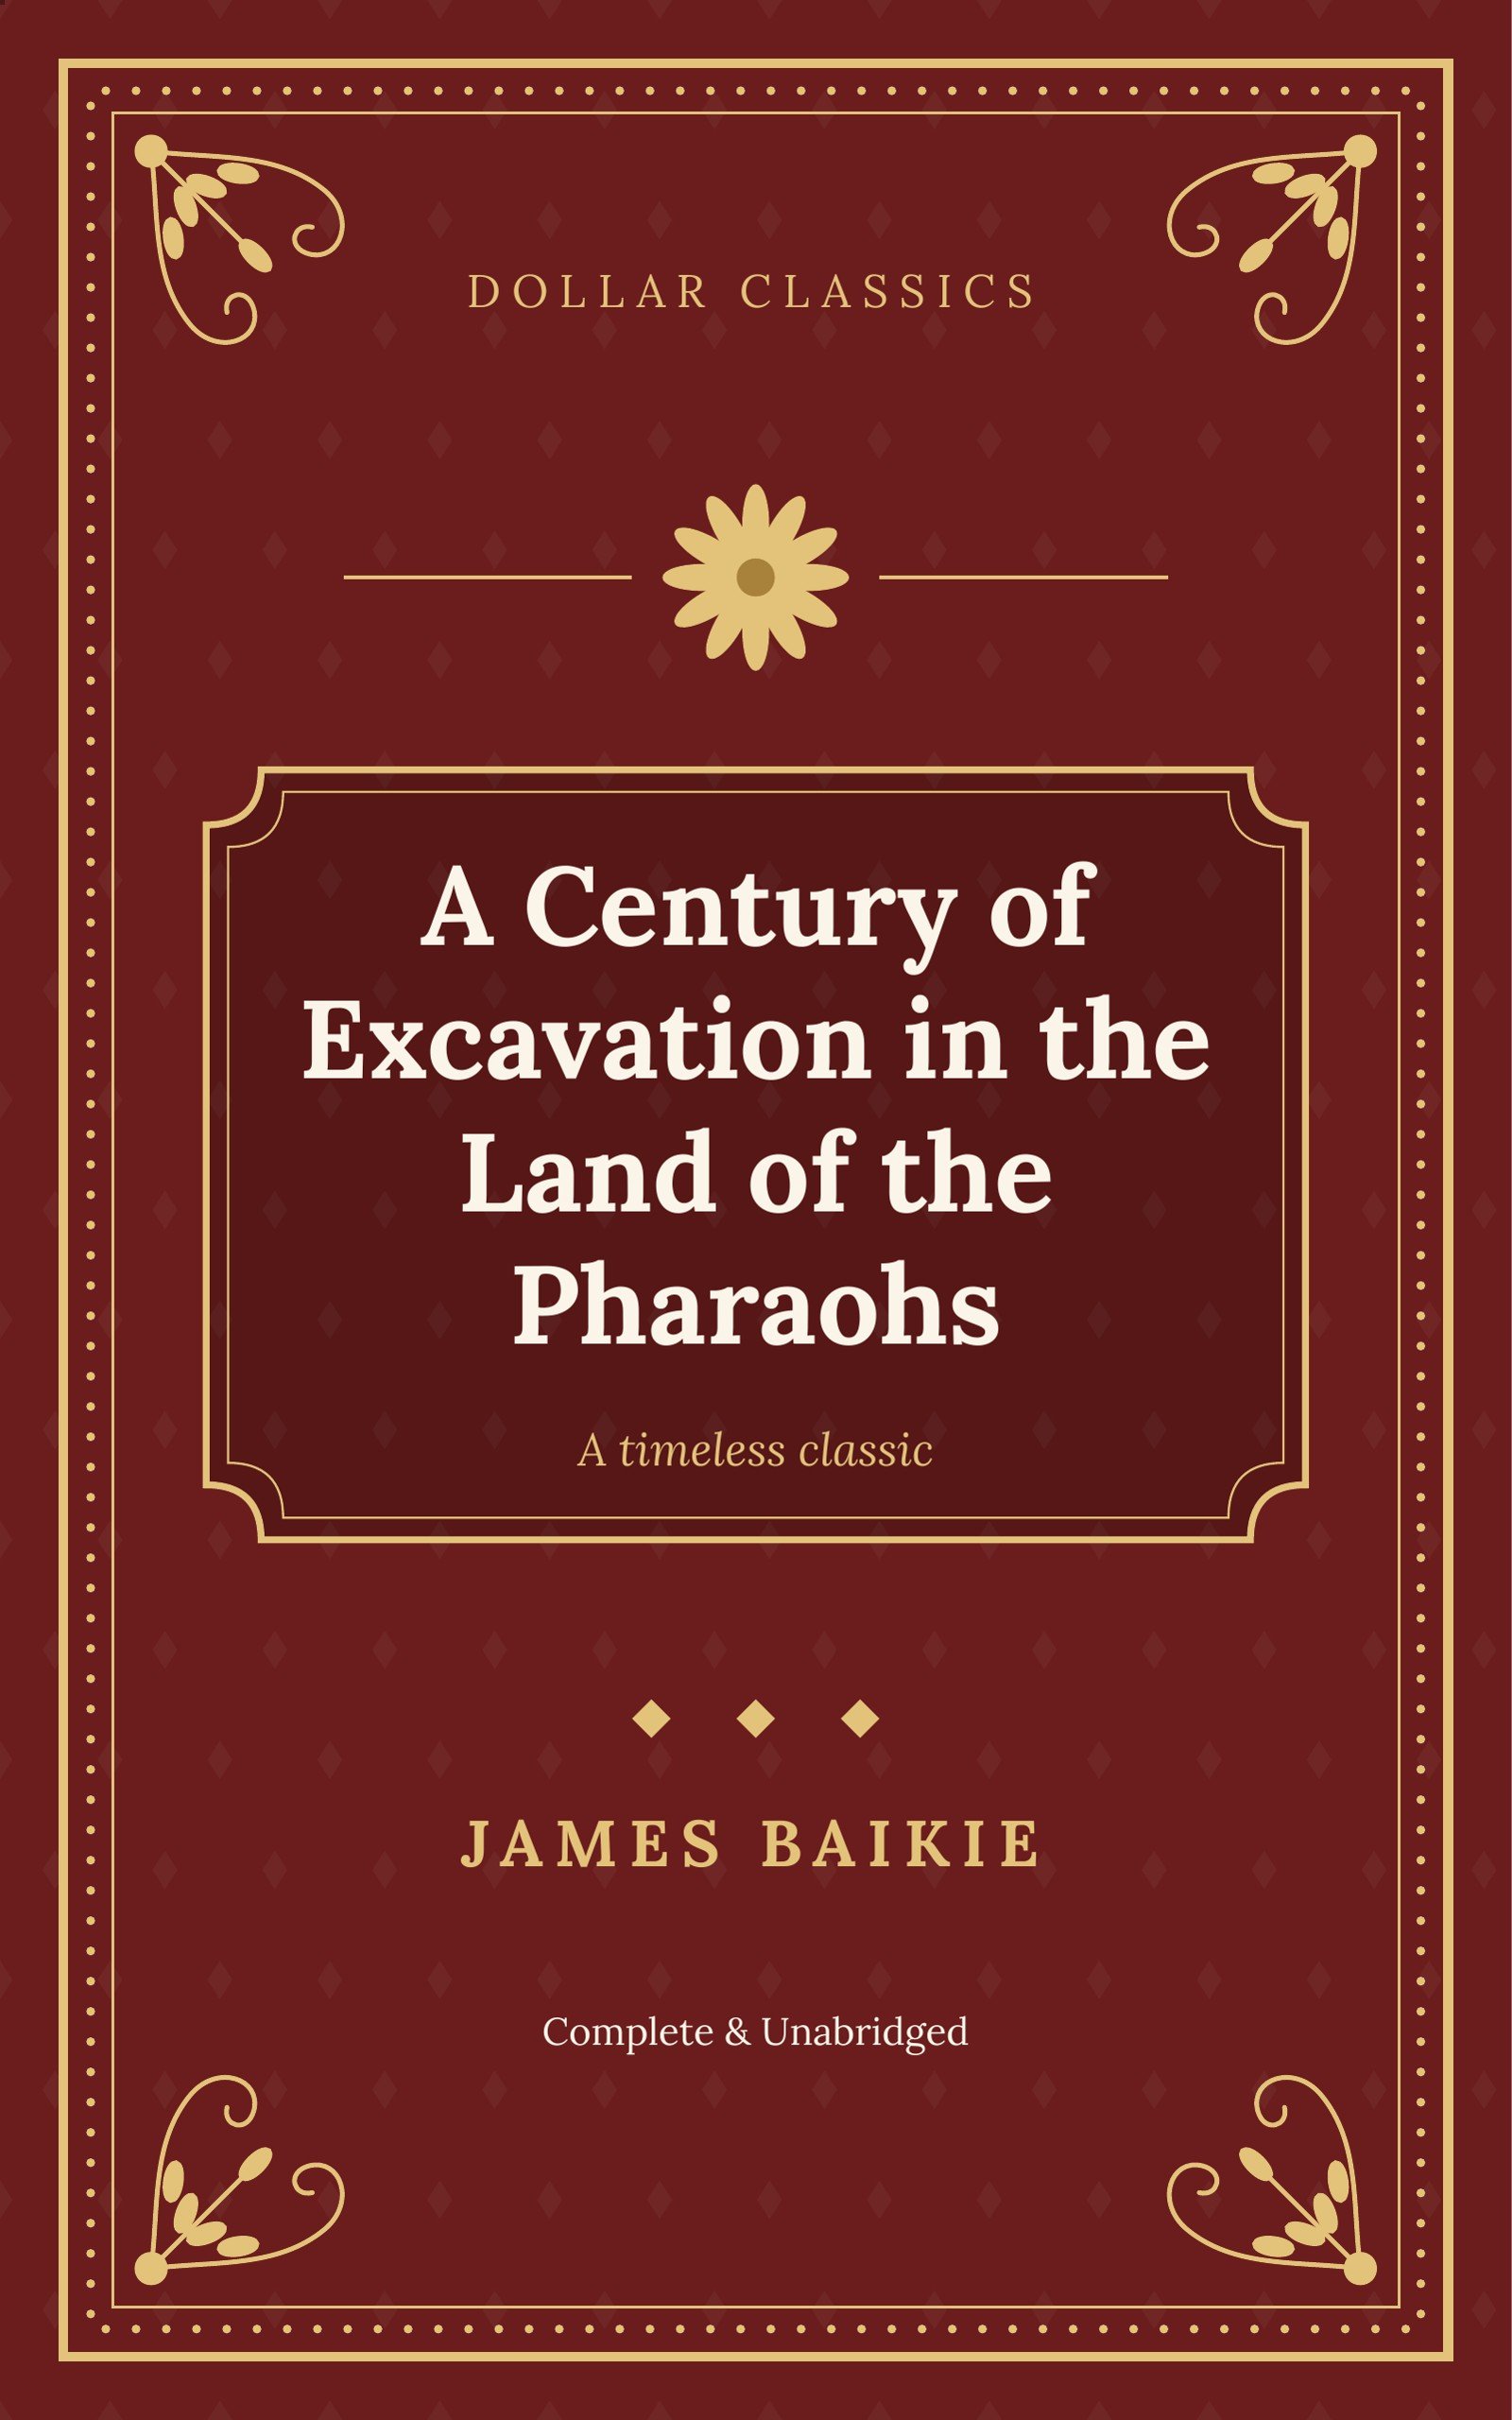 DOLLAR CLASSICS
A Century of
Excavation in the
Land of the
Pharaohs
A timeless classic
JAMES BAIKIE
Complete & Unabridged